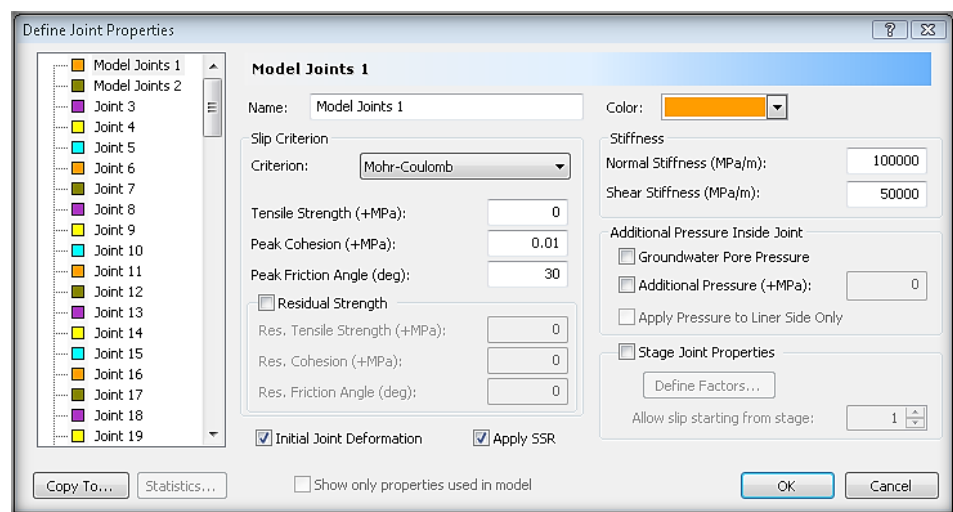 Define Joint Properties
Model Joints 1
Model Joints 2
Joint 3
Joint 4
Joint 5
Joint 6
Joint 7
Joint 8
Joint 9
Joint 10
Joint 11
Joint 12
Joint 13
Joint 14
Joint 15
Joint 16
Joint 17
Joint 18
Joint 19
Model Joints 1
Name: Model Joints 1
Color:
Slip Criterion
Criterion: Mohr-Coulomb
Tensile Strength (+MPa): 0
Peak Cohesion (+MPa): 0.01
Peak Friction Angle (deg): 30
Residual Strength
Res. Tensile Strength (+MPa): 0
Res. Cohesion (+MPa): 0
Res. Friction Angle (deg): 0
Initial Joint Deformation
Apply SSR
Stiffness
Normal Stiffness (MPa/m): 100000
Shear Stiffness (MPa/m): 50000
Additional Pressure Inside Joint
Groundwater Pore Pressure
Additional Pressure (+MPa): 0
Apply Pressure to Liner Side Only
Stage Joint Properties
Define Factors...
Allow slip starting from stage: 1
Copy To...
Statistics...
Show only properties used in model
OK
Cancel